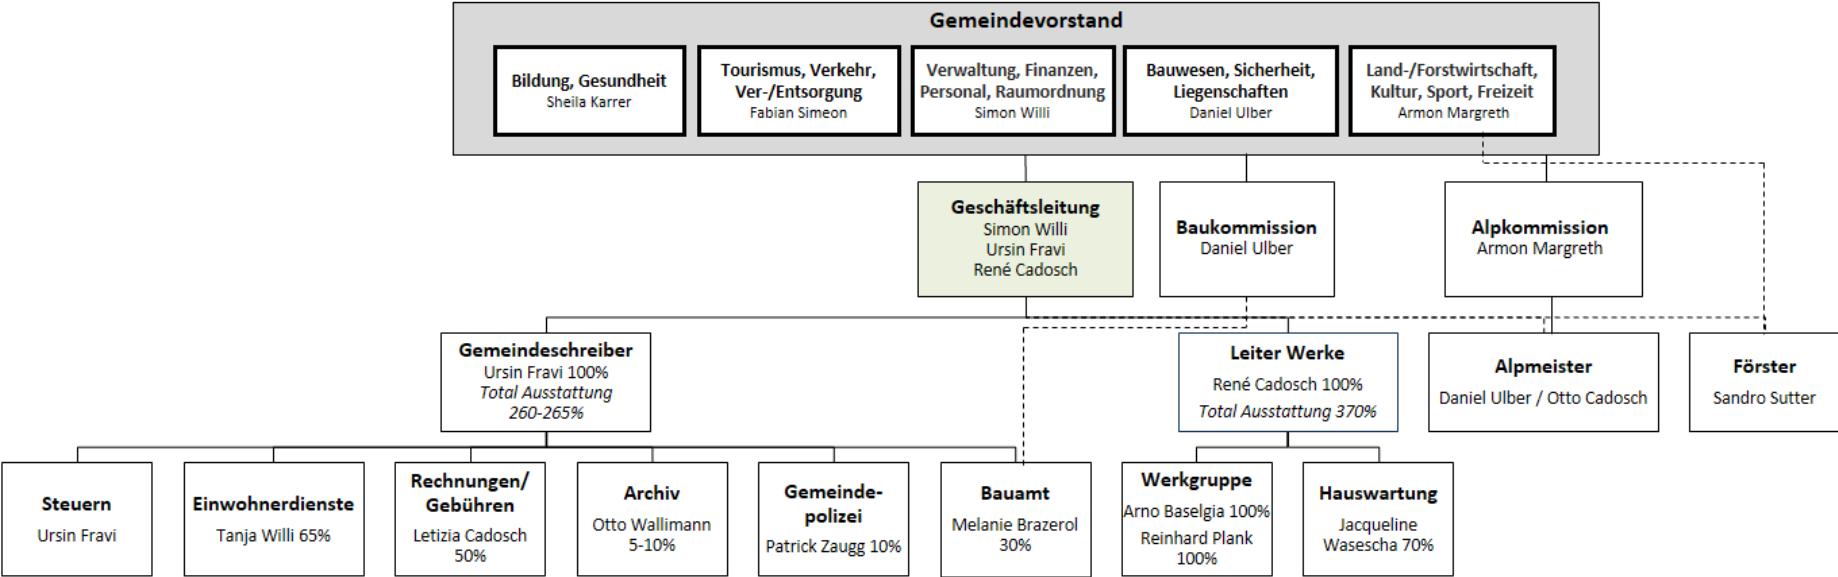 Gemeindevorstand
Bildung, Gesundheit
Sheila Karrer
Tourismus, Verkehr,
Ver-/Entsorgung
Fabian Simeon
Verwaltung, Finanzen,
Personal, Raumordnung
Simon Willi
Bauwesen, Sicherheit,
Liegenschaften
Daniel Ulber
Land-/Forstwirtschaft,
Kultur, Sport, Freizeit
Armon Margreth
Geschäftsleitung
Simon Willi
Ursin Fravi
René Cadosch
Baukommission
Daniel Ulber
Alpkommission
Armon Margreth
Gemeindeschreiber
Ursin Fravi 100%
Total Ausstattung
260-265%
Leiter Werke
René Cadosch 100%
Total Ausstattung 370%
Alpmeister
Daniel Ulber / Otto Cadosch
Förster
Sandro Sutter
Steuern
Ursin Fravi
Einwohnerdienste
Tanja Willi 65%
Rechnungen/
Gebühren
Letizia Cadosch
50%
Archiv
Otto Wallimann
5-10%
Gemeinde-
polizei
Patrick Zaugg 10%
Bauamt
Melanie Brazerol
30%
Werkgruppe
Arno Baselgia 100%
Reinhard Plank
100%
Hauswartung
Jacqueline
Wasescha 70%